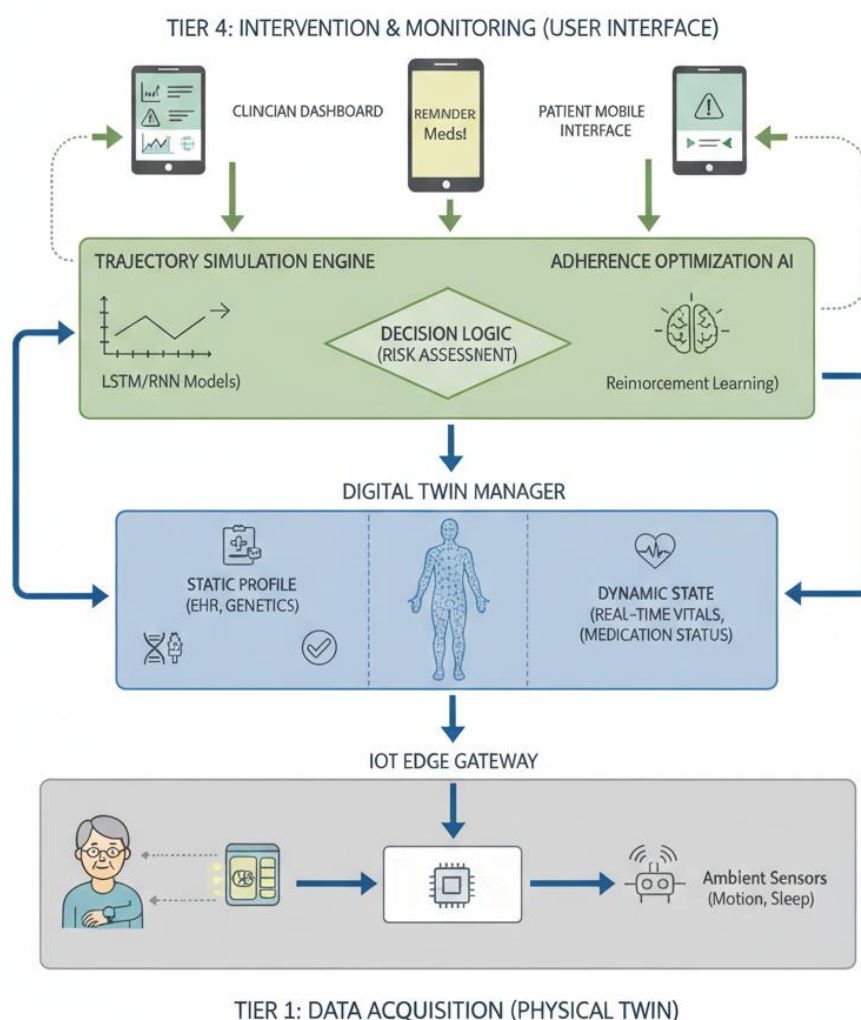 TIER 4: INTERVENTION & MONITORING (USER INTERFACE)
CLINCIAN DASHBOARD
REMINDER
Meds!
PATIENT MOBILE
INTERFACE
TRAJECTORY SIMULATION ENGINE
ADHERENCE OPTIMIZATION AI
DECISION LOGIC
(RISK ASSESSNENT)
LSTM/RNN Models)
Reinmorcement Learning)
DIGITAL TWIN MANAGER
STATIC PROFILE
(EHR, GENETICS)
DYNAMIC STATE
(REAL-TIME VITALS,
(MEDICATION STATUS)
IOT EDGE GATEWAY
Ambient Sensors
(Motion, Sleep)
TIER 1: DATA ACQUISITION (PHYSICAL TWIN)